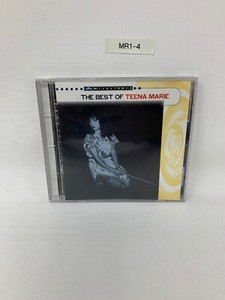 MR1-4
THE BEST OF TEENA MARIE